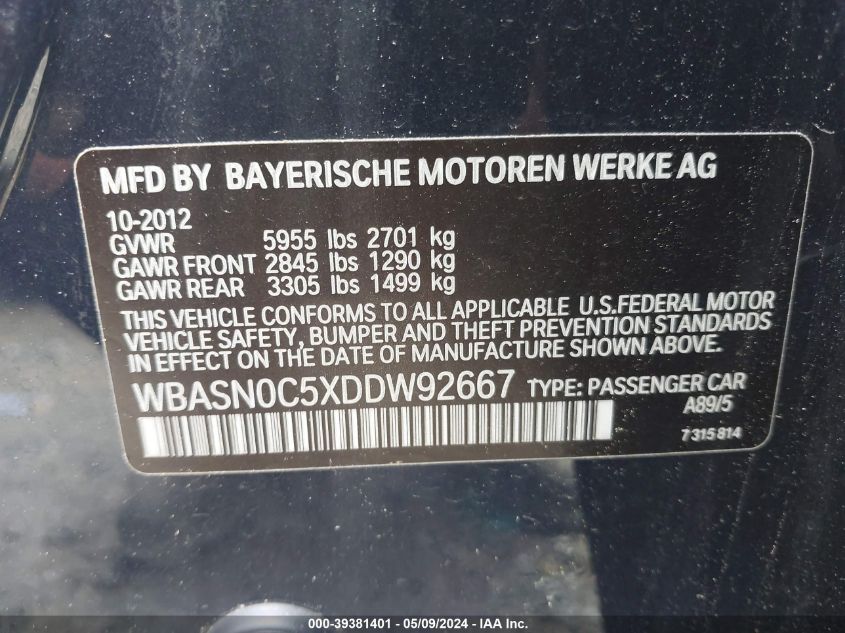 MFD BY BAYERISCHE MOTOREN WERKE AG
10-2012
GVWR 5955 lbs 2701 kg
GAWR FRONT 2845 lbs 1290 kg
GAWR REAR 3305 lbs 1499 kg
THIS VEHICLE CONFORMS TO ALL APPLICABLE U.S.FEDERAL MOTOR
VEHICLE SAFETY, BUMPER AND THEFT PREVENTION STANDARDS
IN EFFECT ON THE DATE OF MANUFACTURE SHOWN ABOVE.
WBASN0C5XDDW92667 TYPE: PASSENGER CAR
A89/5
7315814
000-39381401 - 05/09/2024 - IAA Inc.